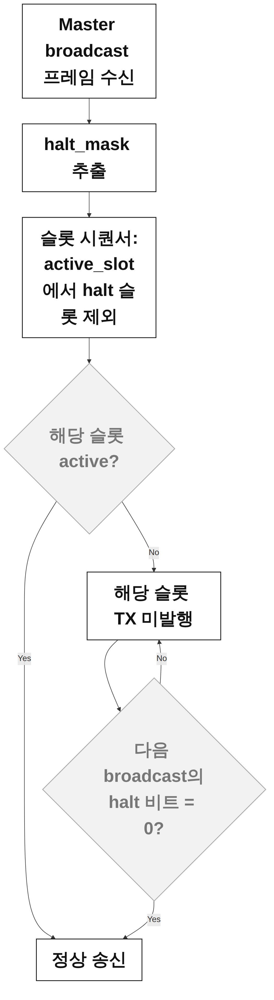 Master
broadcast
프레임 수신
halt_mask
추출
슬롯 시퀀서:
active_slot
에서 halt 슬
롯 제외
해당 슬롯
active?
No
해당 슬롯
TX 미발행
Yes
No
다음
broadcast의
halt 비트 =
0?
Yes
정상 송신